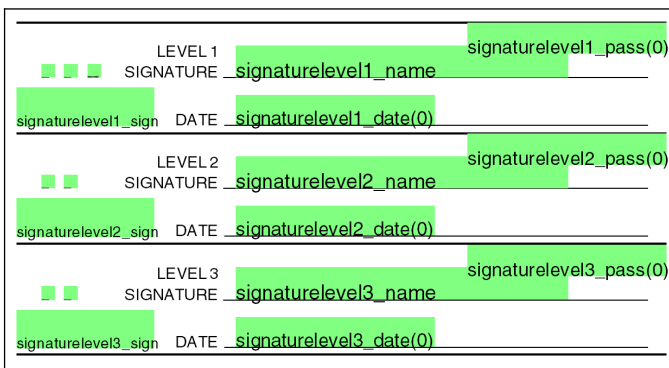 LEVEL 1 signaturelevel1_pass(0)
_ _ _ SIGNATURE signaturelevel1_name
signaturelevel1_sign DATE signaturelevel1_date(0)
LEVEL 2 signaturelevel2_pass(0)
_ _ SIGNATURE signaturelevel2_name
signaturelevel2_sign DATE signaturelevel2_date(0)
LEVEL 3 signaturelevel3_pass(0)
_ _ SIGNATURE signaturelevel3_name
signaturelevel3_sign DATE signaturelevel3_date(0)